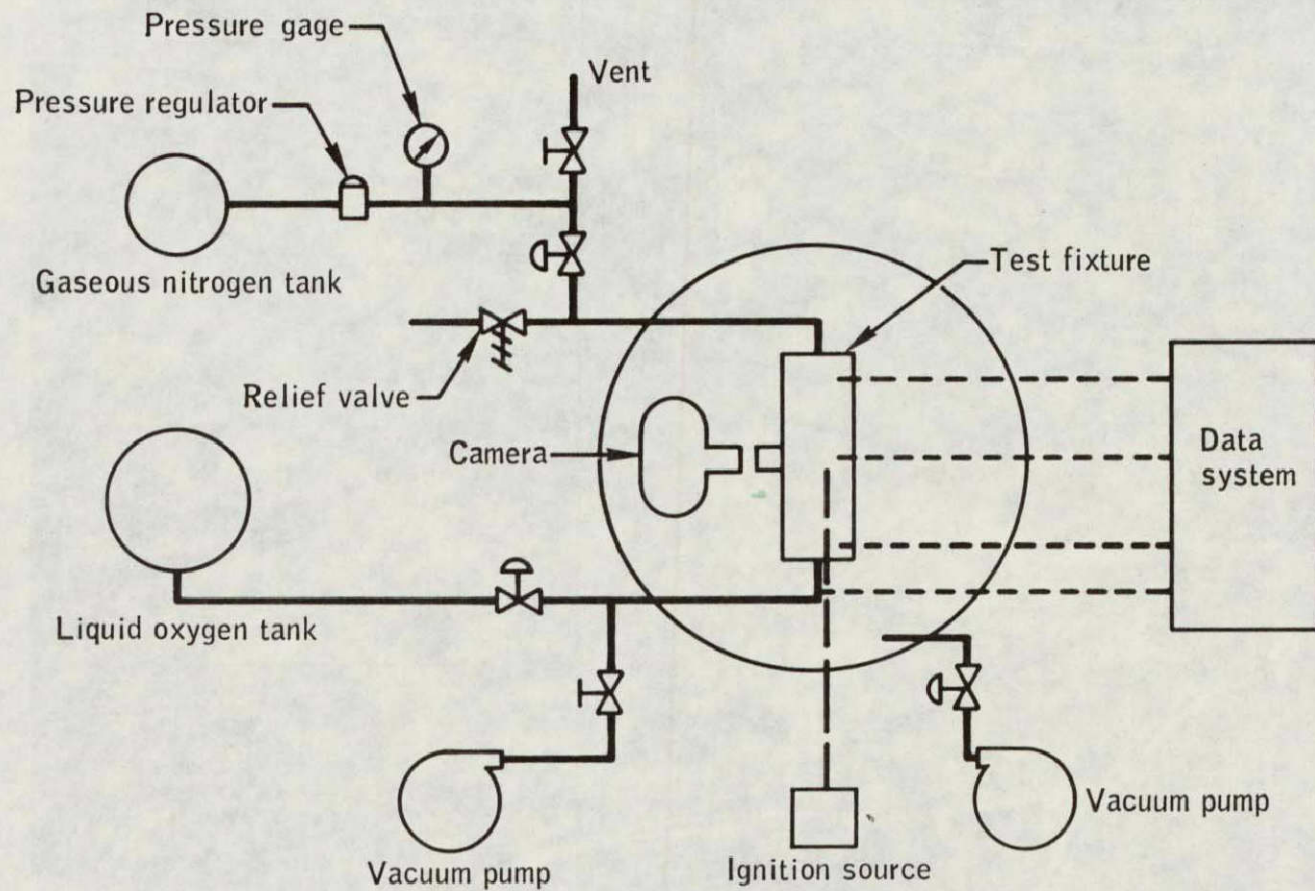 Pressure gage
Vent
Pressure regulator
Test fixture
Gaseous nitrogen tank
Relief valve
Camera
Data
system
Liquid oxygen tank
Vacuum pump
Vacuum pump
Ignition source